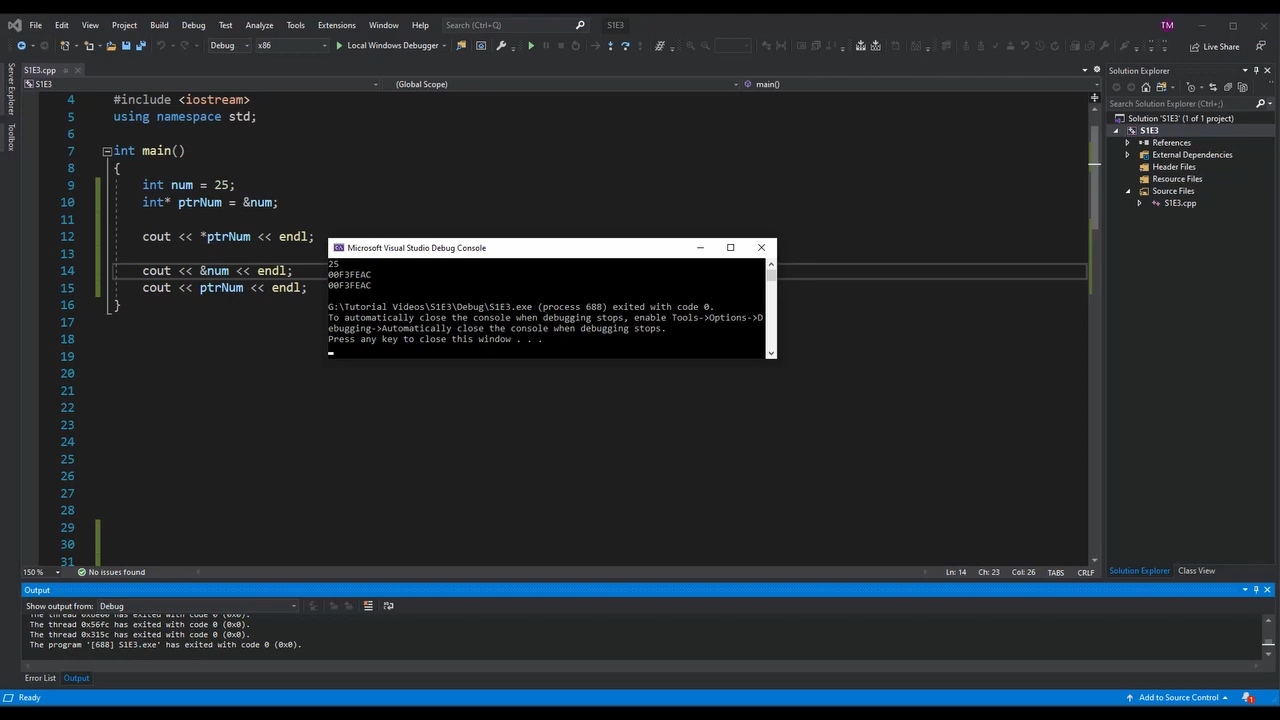 File Edit View Project Build Debug Test Analyze Tools Extensions Window Help Search (Ctrl+Q) S1E3 TM
Debug x86 Local Windows Debugger Live Share
Server Explorer
Toolbox
S1E3.cpp
S1E3 (Global Scope) main()
4 #include <iostream>
5 using namespace std;
6
7 int main()
8 {
9 int num = 25;
10 int* ptrNum = &num;
11
12 cout << *ptrNum << endl;
13
14 cout << &num << endl;
15 cout << ptrNum << endl;
16 }
17
18
19
20
21
22
23
24
25
26
27
28
29
30
31
Microsoft Visual Studio Debug Console
25
00F3FEAC
00F3FEAC
G:\Tutorial Videos\S1E3\Debug\S1E3.exe (process 688) exited with code 0.
To automatically close the console when debugging stops, enable Tools->Options->D
ebugging->Automatically close the console when debugging stops.
Press any key to close this window . . .
150 % No issues found Ln: 14 Ch: 23 Col: 26 TABS CRLF
Solution Explorer
Search Solution Explorer (Ctrl+;)
Solution 'S1E3' (1 of 1 project)
S1E3
References
External Dependencies
Header Files
Resource Files
Source Files
S1E3.cpp
Solution Explorer Class View
Output
Show output from: Debug
The thread 0x56fc has exited with code 0 (0x0).
The thread 0x315c has exited with code 0 (0x0).
The program '[688] S1E3.exe' has exited with code 0 (0x0).
Error List Output
Ready Add to Source Control 1